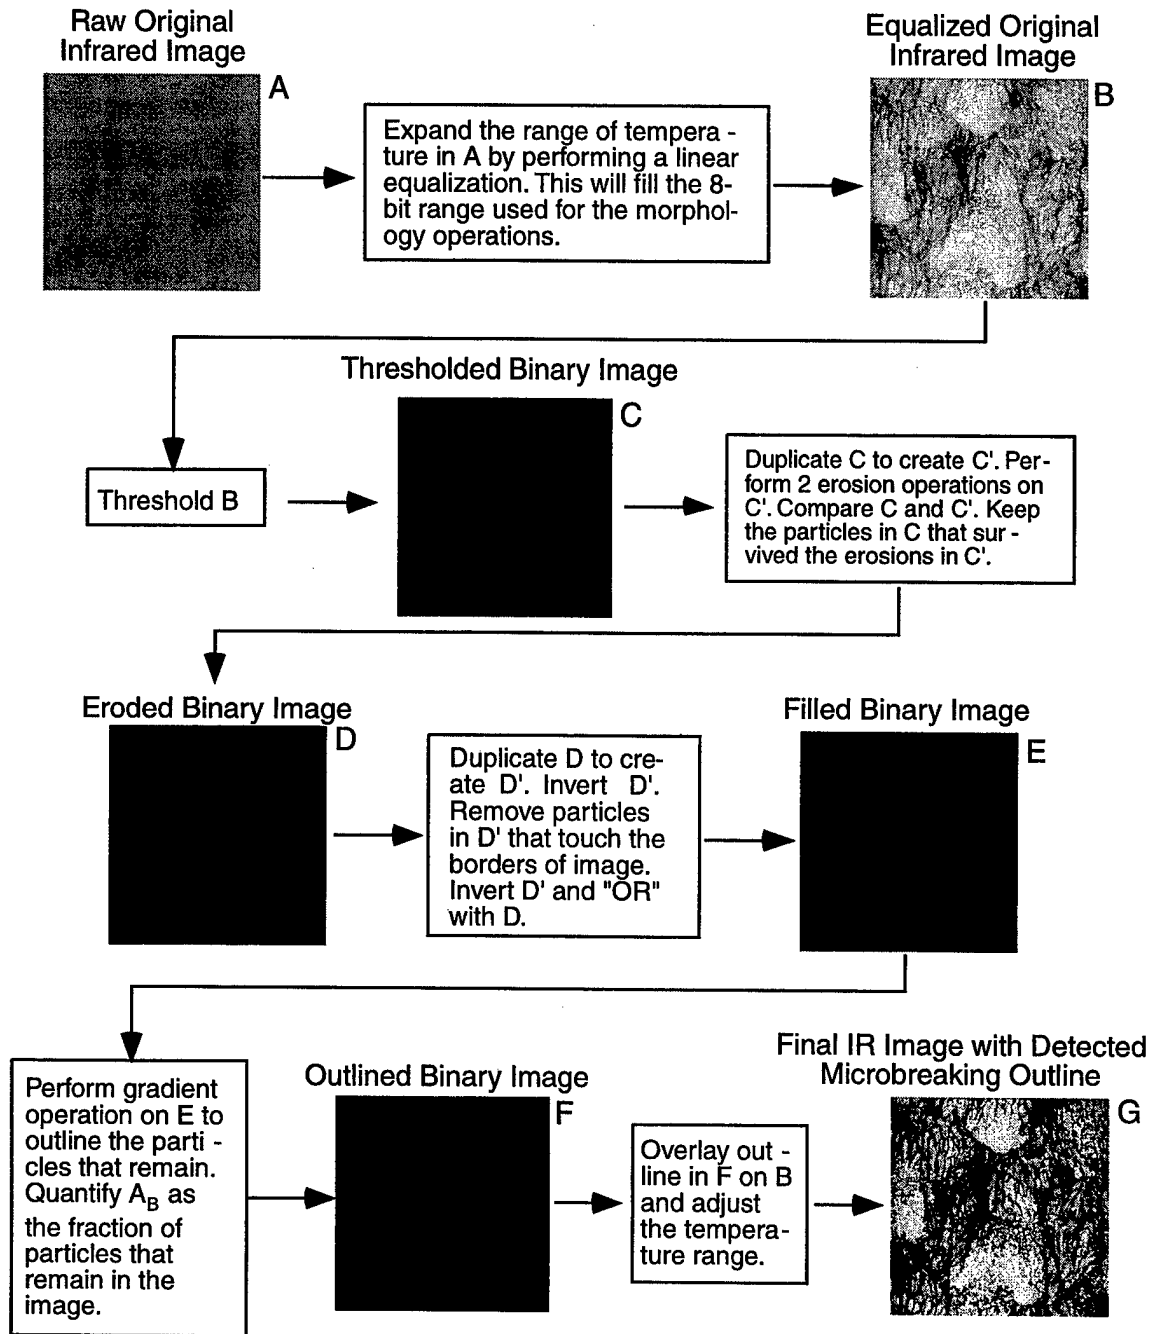 Raw Original
Infrared Image
A
Expand the range of tempera -
ture in A by performing a linear
equalization. This will fill the 8-
bit range used for the morphol-
ogy operations.
Equalized Original
Infrared Image
B
Threshold B
Thresholded Binary Image
C
Duplicate C to create C'. Per-
form 2 erosion operations on
C'. Compare C and C'. Keep
the particles in C that sur -
vived the erosions in C'.
Eroded Binary Image
D
Duplicate D to cre-
ate D'. Invert D'.
Remove particles
in D' that touch the
borders of image.
Invert D' and "OR"
with D.
Filled Binary Image
E
Perform gradient
operation on E to
outline the parti -
cles that remain.
Quantify A_B as
the fraction of
particles that
remain in the
image.
Outlined Binary Image
F
Overlay out -
line in F on B
and adjust
the tempera-
ture range.
Final IR Image with Detected
Microbreaking Outline
G